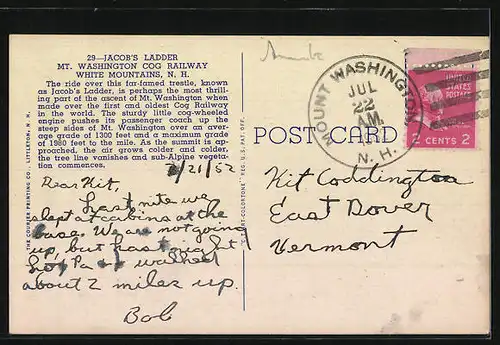 29—JACOB'S LADDER
MT. WASHINGTON COG RAILWAY
WHITE MOUNTAINS, N. H.
The ride over this far-famed trestle, known
as Jacob's Ladder, is perhaps the most thrill-
ing part of the ascent of Mt. Washington when
made over the first and oldest Cog Railway
in the world. The sturdy little cog-wheeled
engine pushes its passenger coach up the
steep sides of Mt. Washington over an aver-
age grade of 1300 feet and a maximum grade
of 1980 feet to the mile. As the summit is ap-
proached, the air grows colder and colder,
the tree line vanishes and sub-Alpine vegeta-
tion commences.
7/21/52
Dear Kit,
Last nite we
slept at cabins at the
base. We are not going
up, but last night
Pa + I walked
about 2 miles up.
Bob
THE COURIER PRINTING CO., LITTLETON, N. H.
REG. U. S. PAT. OFF.
POST CARD
MOUNT WASHINGTON
JUL
22
AM
N. H.
UNITED STATES
POSTAGE
2 CENTS 2
Kit Coddington
East Dover
Vermont